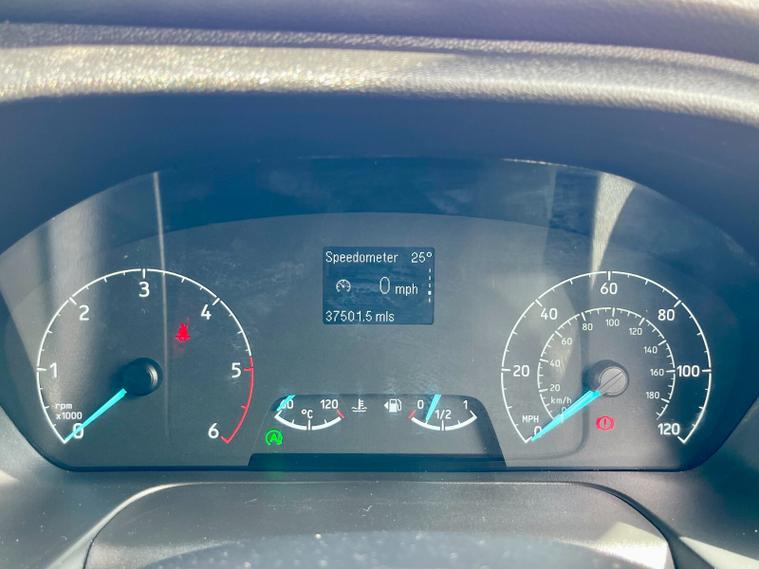 Speedometer 25°
0 mph
37501.5 mls
0 1 2 3 4 5 6
rpm
x1000
60 120
°C
0 1/2 1
0 20 40 60 80 100 120
MPH
0 20 40 60 80 100 120 140 160 180
km/h
A